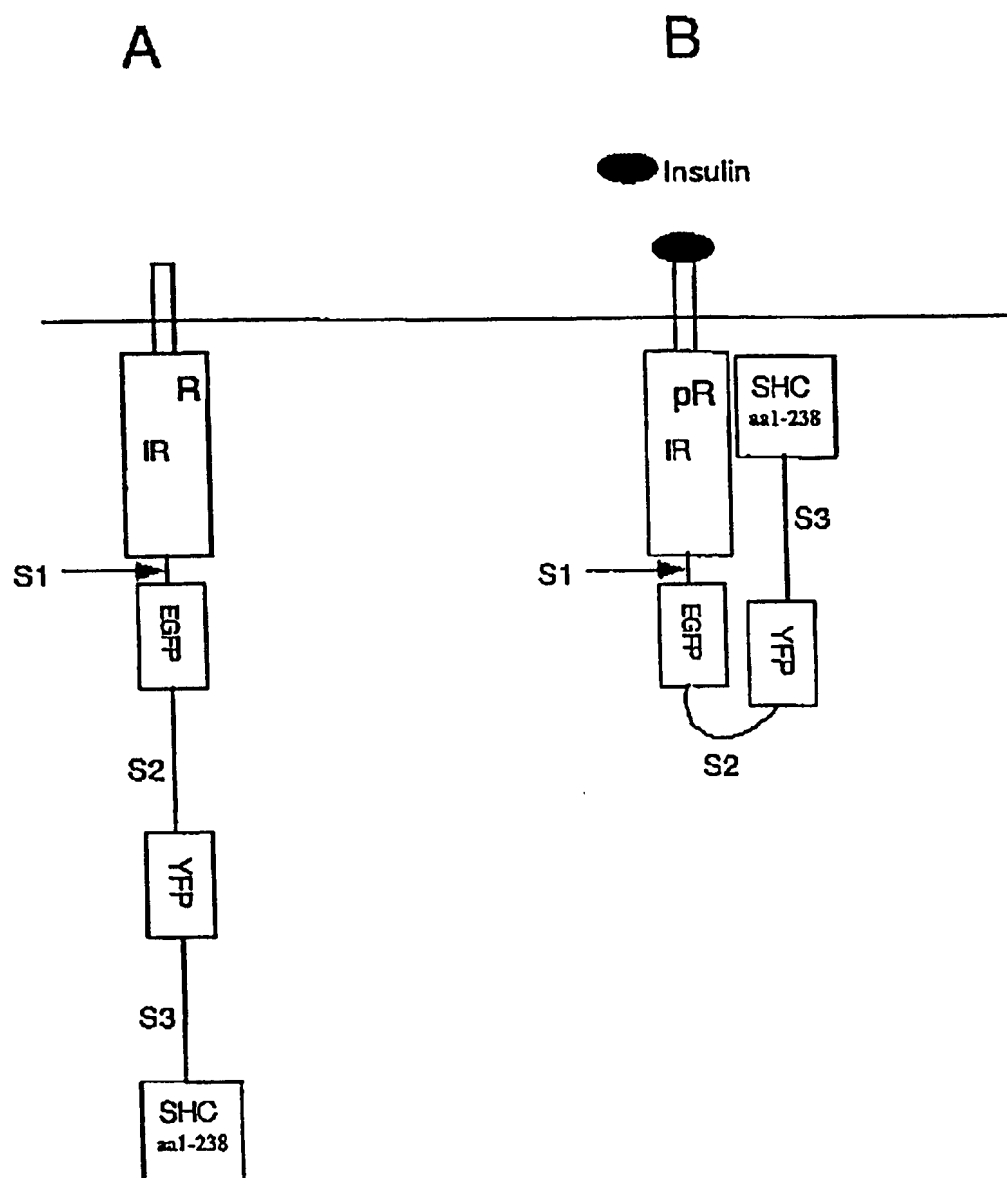 A
B
Insulin
R
IR
S1
EGFP
S2
YFP
S3
SHC
aa1-238
pR
IR
SHC
aa1-238
S3
S1
EGFP
YFP
S2